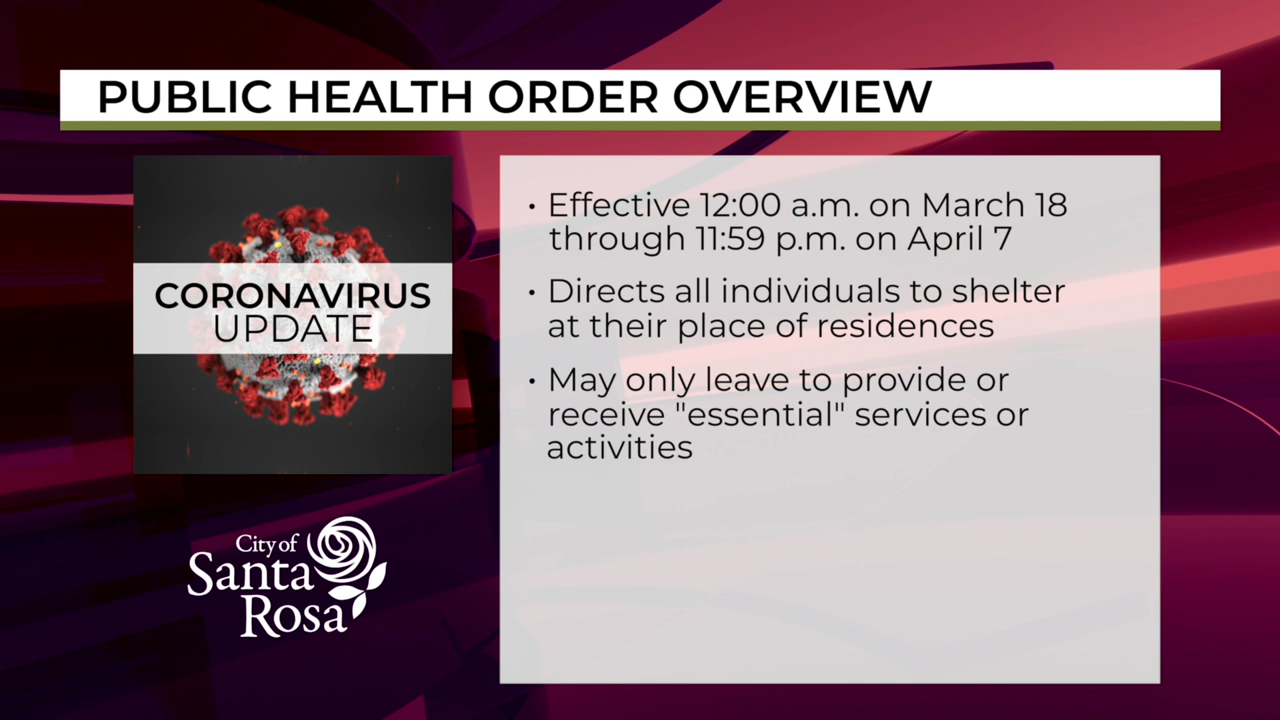 PUBLIC HEALTH ORDER OVERVIEW
CORONAVIRUS
UPDATE
• Effective 12:00 a.m. on March 18
through 11:59 p.m. on April 7
• Directs all individuals to shelter
at their place of residences
• May only leave to provide or
receive "essential" services or
activities
City of
Santa
Rosa